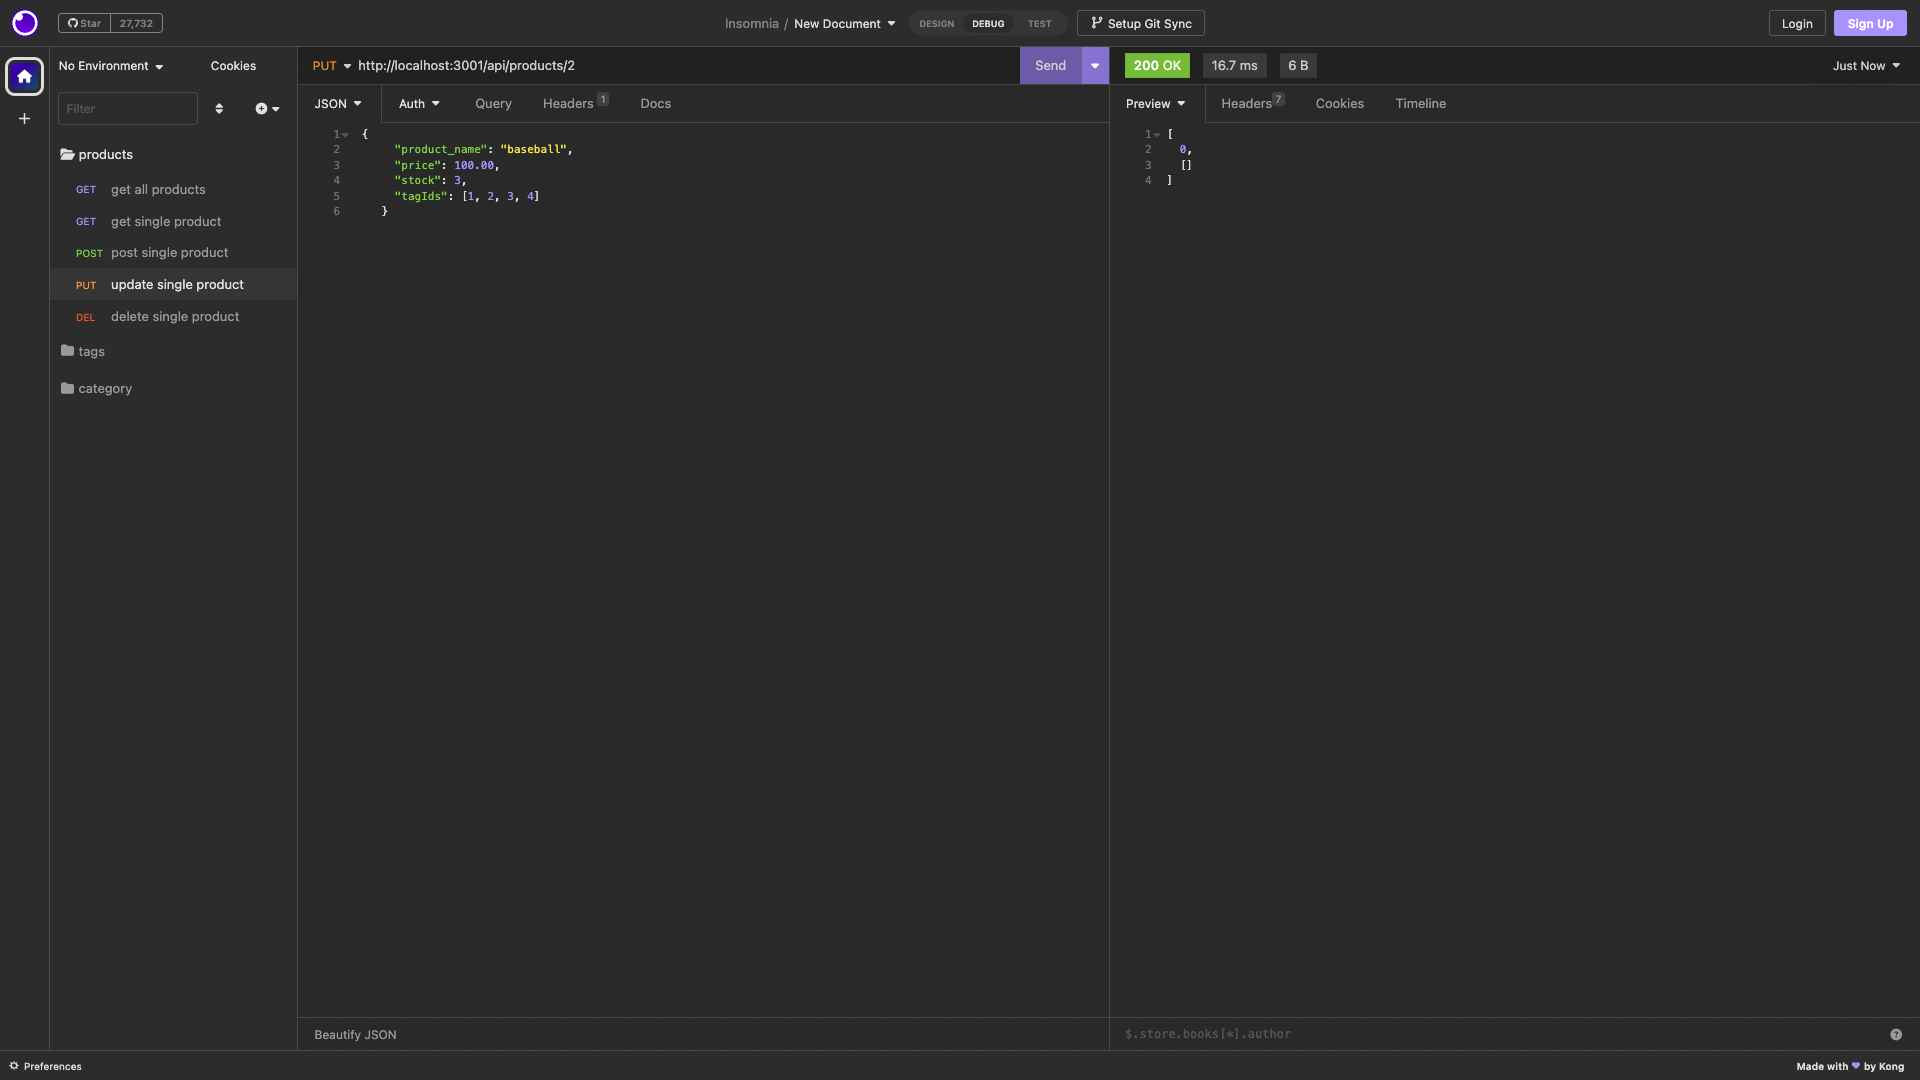 Star 27,732
Insomnia / New Document
DESIGN DEBUG TEST
Setup Git Sync
Login
Sign Up
No Environment
Cookies
Filter
products
GET get all products
GET get single product
POST post single product
PUT update single product
DEL delete single product
tags
category
PUT http://localhost:3001/api/products/2
Send
JSON Auth Query Headers 1 Docs
1 {
2 "product_name": "baseball",
3 "price": 100.00,
4 "stock": 3,
5 "tagIds": [1, 2, 3, 4]
6 }
Beautify JSON
200 OK 16.7 ms 6 B Just Now
Preview Headers 7 Cookies Timeline
1 [
2 0,
3 []
4 ]
$.store.books[*].author
?
Preferences
Made with ❤ by Kong